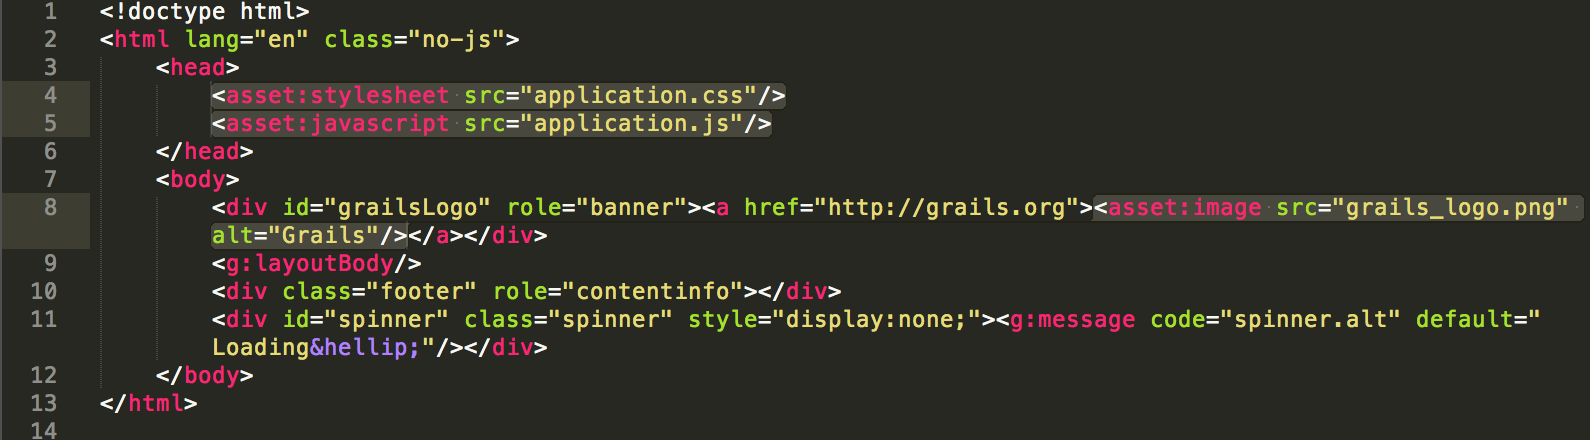 1 <!doctype html>
2 <html lang="en" class="no-js">
3 <head>
4 <asset:stylesheet src="application.css"/>
5 <asset:javascript src="application.js"/>
6 </head>
7 <body>
8 <div id="grailsLogo" role="banner"><a href="http://grails.org"><asset:image src="grails_logo.png"
alt="Grails"/></a></div>
9 <g:layoutBody/>
10 <div class="footer" role="contentinfo"></div>
11 <div id="spinner" class="spinner" style="display:none;"><g:message code="spinner.alt" default="
Loading&hellip;"/></div>
12 </body>
13 </html>
14